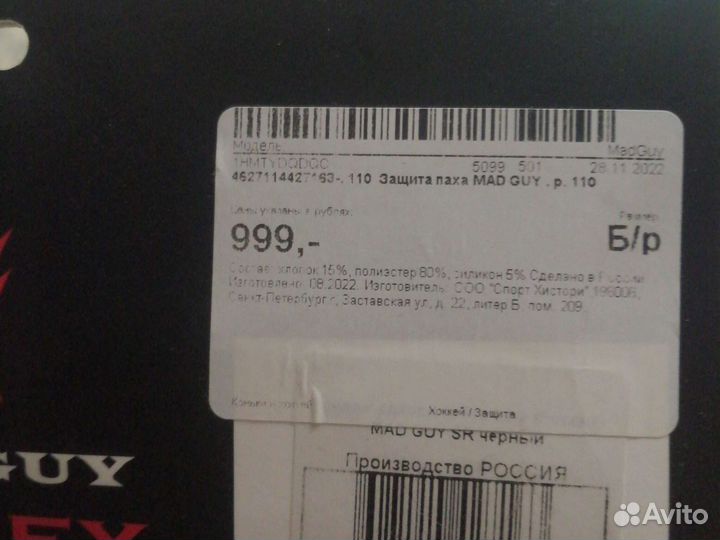 Модель MadGuy
5099 501 28.11.2022
4627114427163-. 110 Защита паха MAD GUY . р. 110
Цены указаны в рублях: Размер
999,- Б/р
Состав: хлопок 15%, полиэстер 80%, силикон 5% Сделано в России
Изготовлено: 08.2022. Изготовитель: ООО "Спорт Хистори",196006,
Санкт-Петербург г, Заставская ул, д. 22, литер Б, пом. 209.
Хоккей / Защита
MAD GUY SR черный
Производство РОССИЯ
GUY
Avito